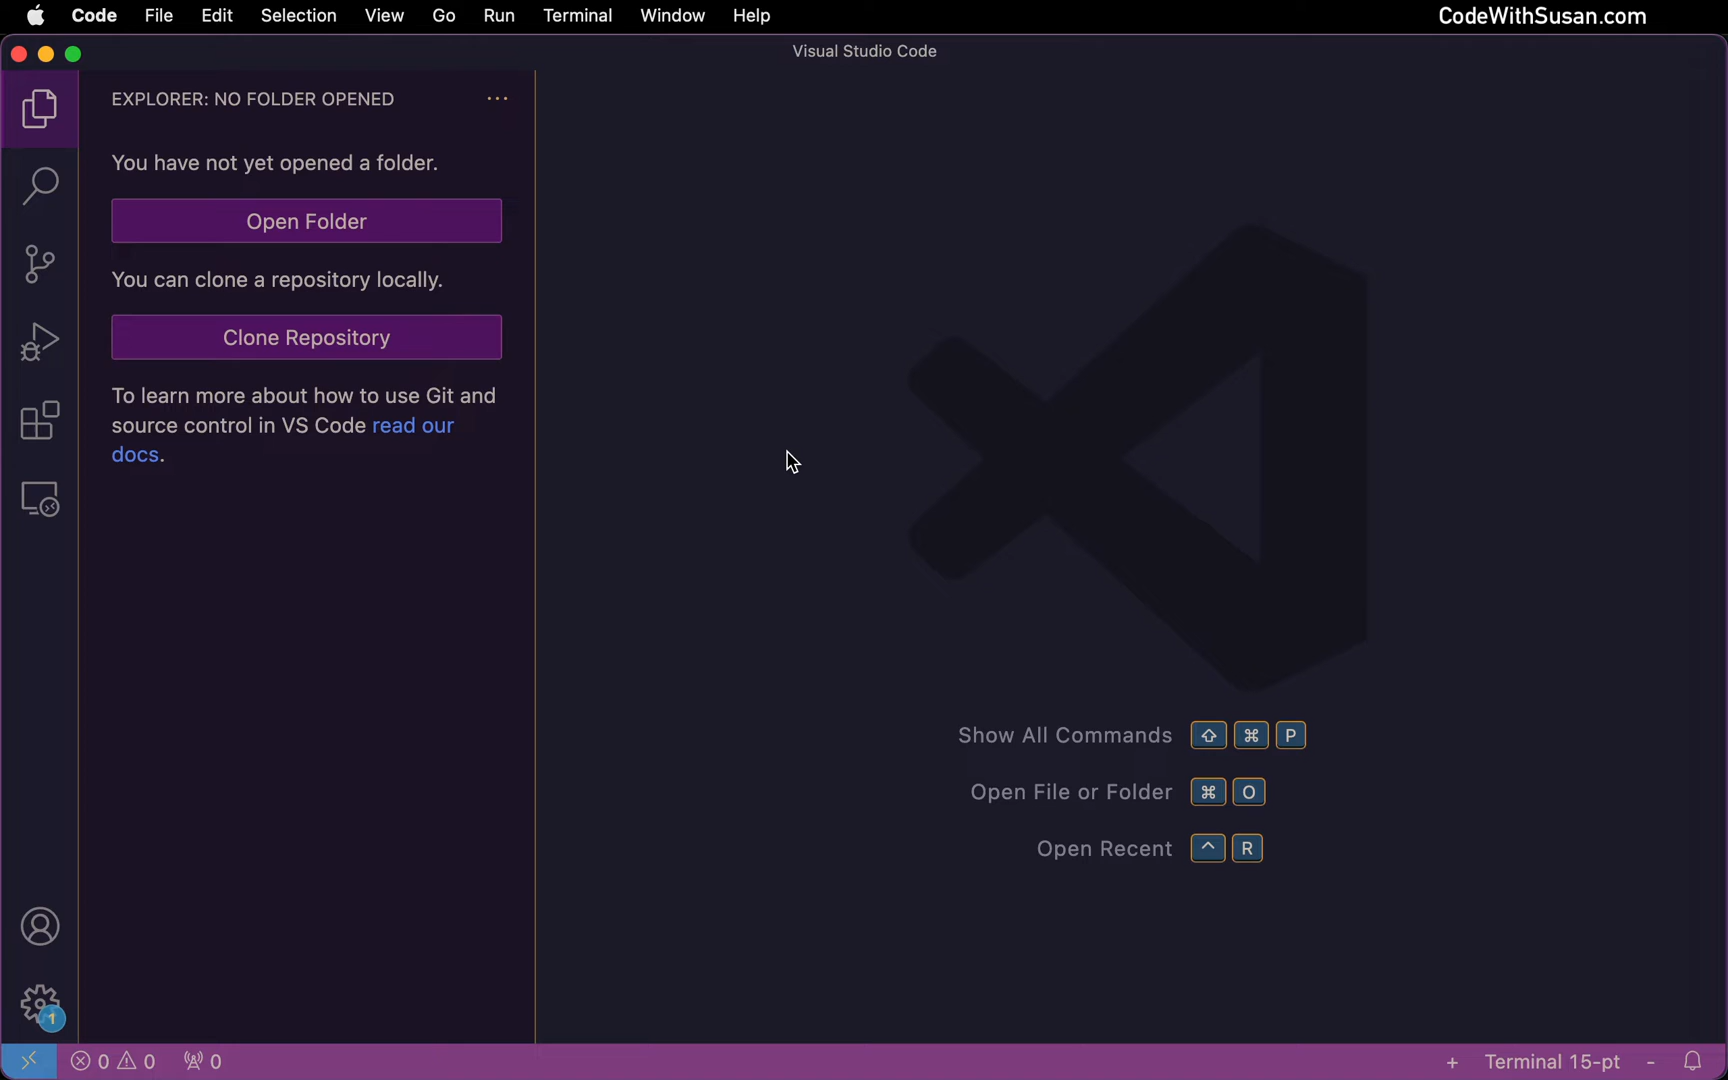 Code File Edit Selection View Go Run Terminal Window Help CodeWithSusan.com
Visual Studio Code
EXPLORER: NO FOLDER OPENED
You have not yet opened a folder.
Open Folder
You can clone a repository locally.
Clone Repository
To learn more about how to use Git and
source control in VS Code read our
docs.
Show All Commands ⇧ ⌘ P
Open File or Folder ⌘ O
Open Recent ^ R
1
0 0 0 + Terminal 15-pt -